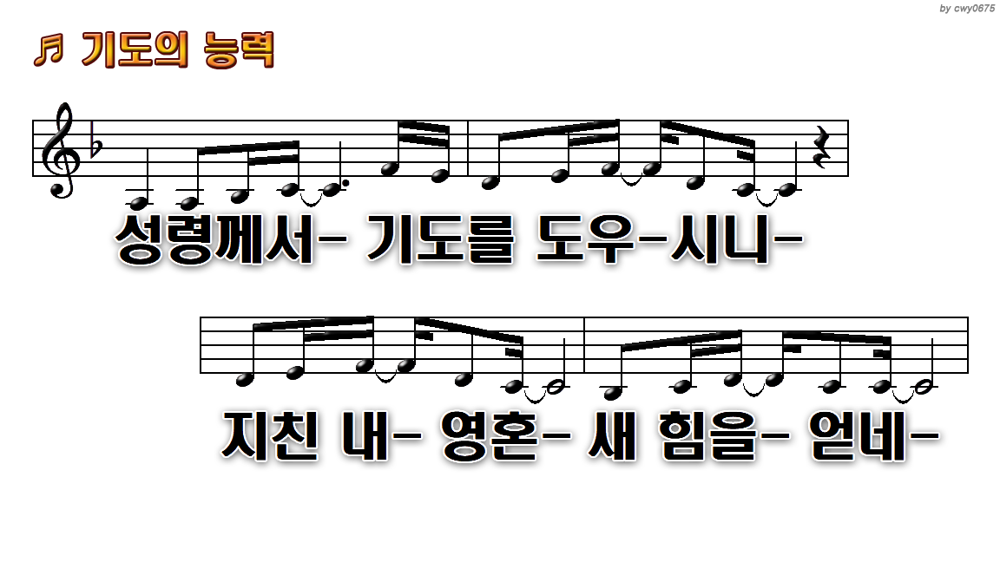 by cwy0675
♬ 기도의 능력
성령께서- 기도를 도우-시니-
지친 내- 영혼- 새 힘을- 얻네-